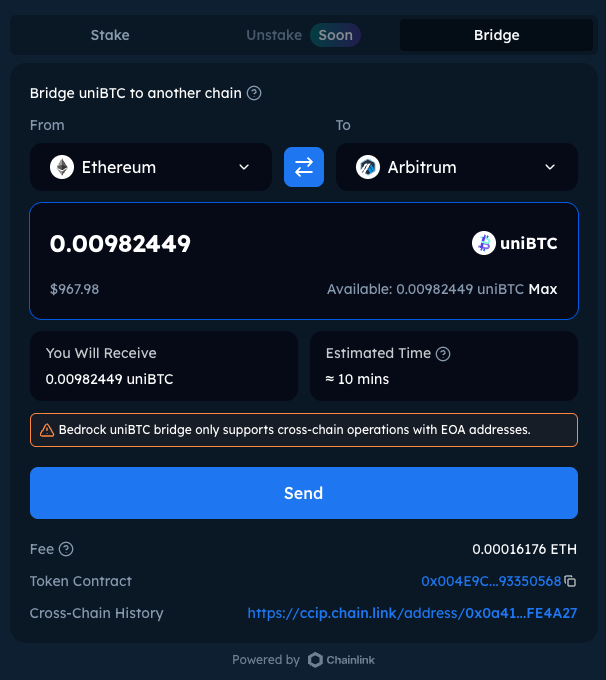 Stake Unstake Soon Bridge
Bridge uniBTC to another chain
From To
Ethereum Arbitrum
0.00982449 uniBTC
$967.98 Available: 0.00982449 uniBTC Max
You Will Receive Estimated Time
0.00982449 uniBTC ≈ 10 mins
Bedrock uniBTC bridge only supports cross-chain operations with EOA addresses.
Send
Fee 0.00016176 ETH
Token Contract 0x004E9C...93350568
Cross-Chain History https://ccip.chain.link/address/0x0a41...FE4A27
Powered by Chainlink